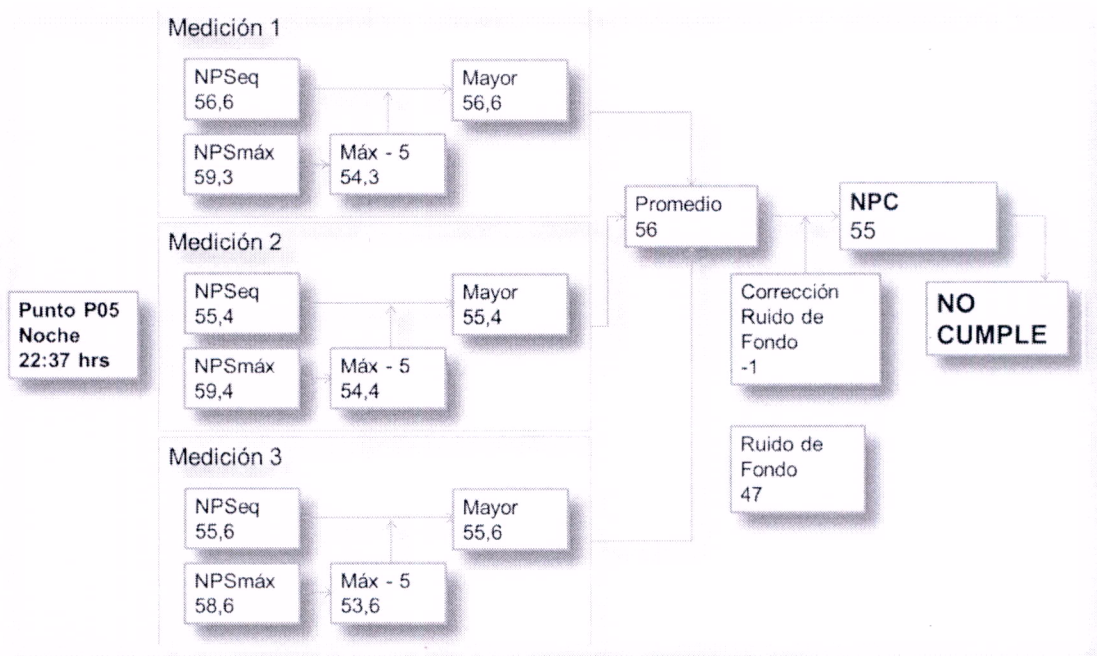 Punto P05
Noche
22:37 hrs
Medición 1
NPSeq
56,6
NPSmáx
59,3
Máx - 5
54,3
Mayor
56,6
Medición 2
NPSeq
55,4
NPSmáx
59,4
Máx - 5
54,4
Mayor
55,4
Medición 3
NPSeq
55,6
NPSmáx
58,6
Máx - 5
53,6
Mayor
55,6
Promedio
56
Corrección
Ruido de
Fondo
-1
Ruido de
Fondo
47
NPC
55
NO
CUMPLE